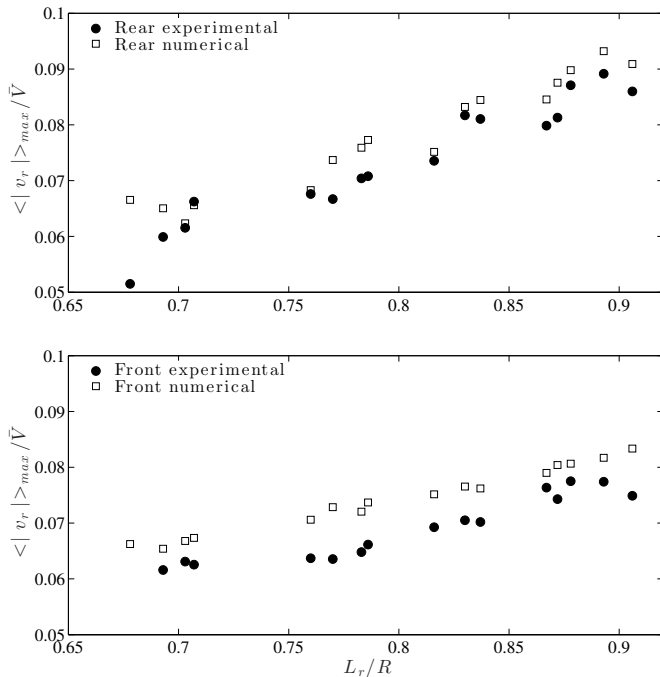 0.1
Rear experimental
Rear numerical
0.09
0.08
<| v_r |>_{max}/V̄
0.07
0.06
0.05
0.65 0.7 0.75 0.8 0.85 0.9
0.1
Front experimental
Front numerical
0.09
0.08
<| v_r |>_{max}/V̄
0.07
0.06
0.05
0.65 0.7 0.75 0.8 0.85 0.9
L_r/R